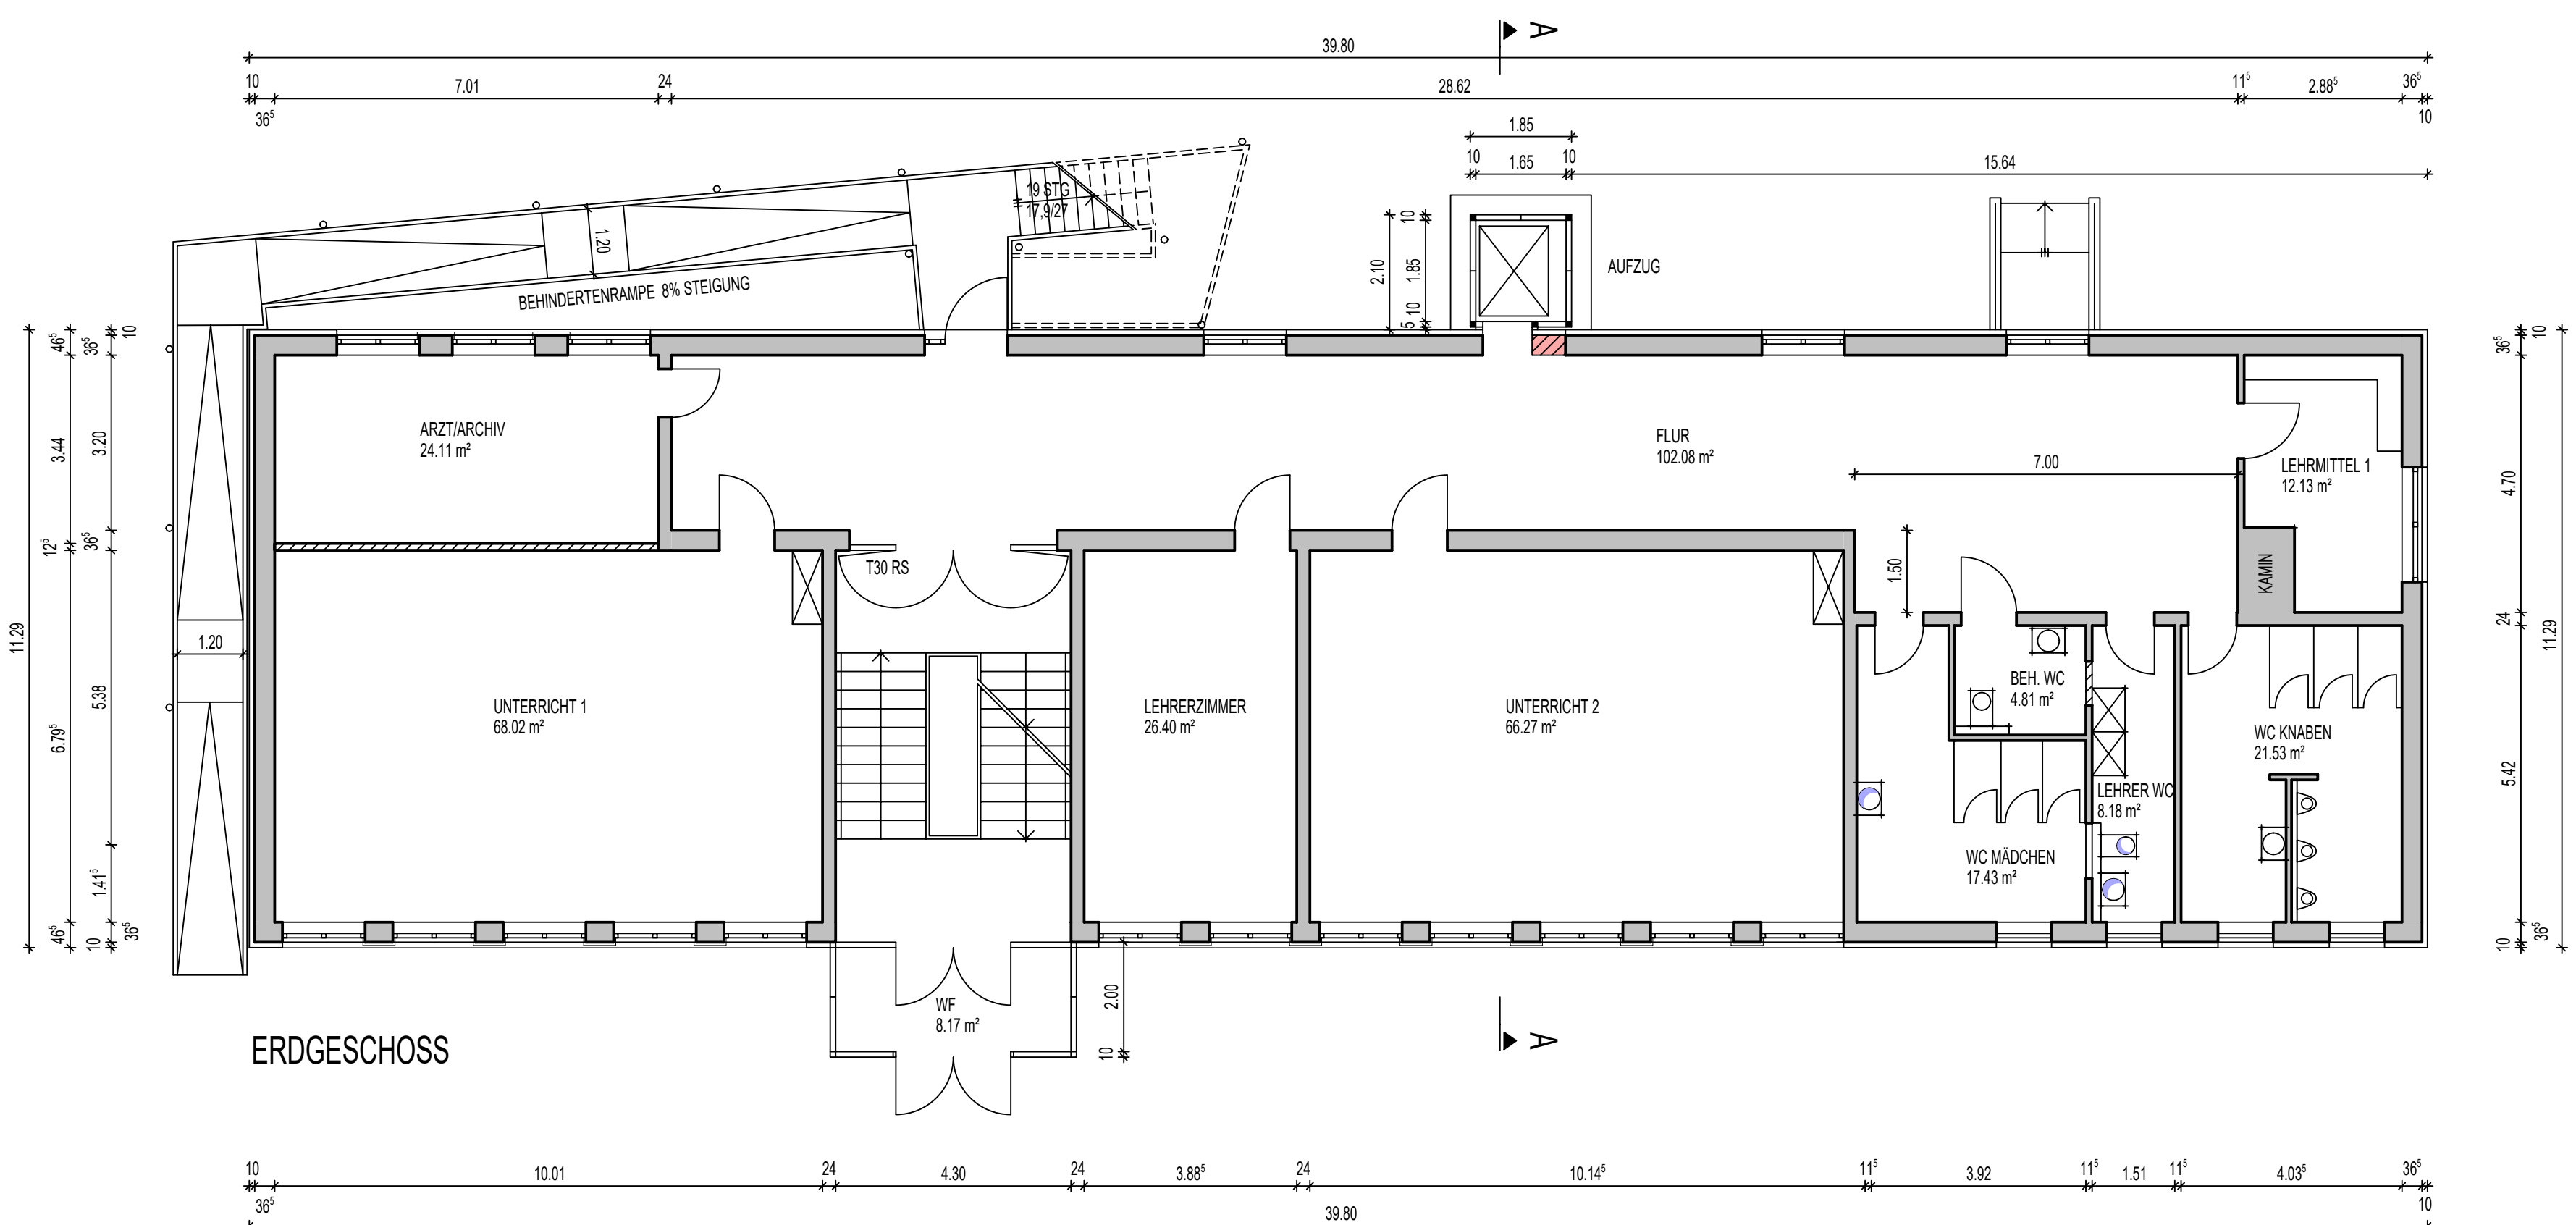 A
39.80
10 7.01 24 28.62 11⁵ 2.88⁵ 36⁵
36⁵ 10
1.85
10 1.65 10 15.64
19 STG
17,9/27
1.20
BEHINDERTENRAMPE 8% STEIGUNG
2.10
10
1.85
10
5
AUFZUG
11.29
46⁵
3.44
12⁵
6.79⁵
46⁵
36⁵
3.20
36⁵
5.38
1.41⁵
10
10
36⁵
1.20
ARZT/ARCHIV
24.11 m²
FLUR
102.08 m²
7.00
LEHRMITTEL 1
12.13 m²
KAMIN
1.50
T30 RS
UNTERRICHT 1
68.02 m²
LEHRERZIMMER
26.40 m²
UNTERRICHT 2
66.27 m²
BEH. WC
4.81 m²
WC KNABEN
21.53 m²
LEHRER WC
8.18 m²
WC MÄDCHEN
17.43 m²
WF
8.17 m²
2.00
10
10
36⁵
4.70
24
5.42
36⁵
10
11.29
A
ERDGESCHOSS
10 10.01 24 4.30 24 3.88⁵ 24 10.14⁵ 11⁵ 3.92 11⁵ 1.51 11⁵ 4.03⁵ 36⁵
36⁵ 10
39.80